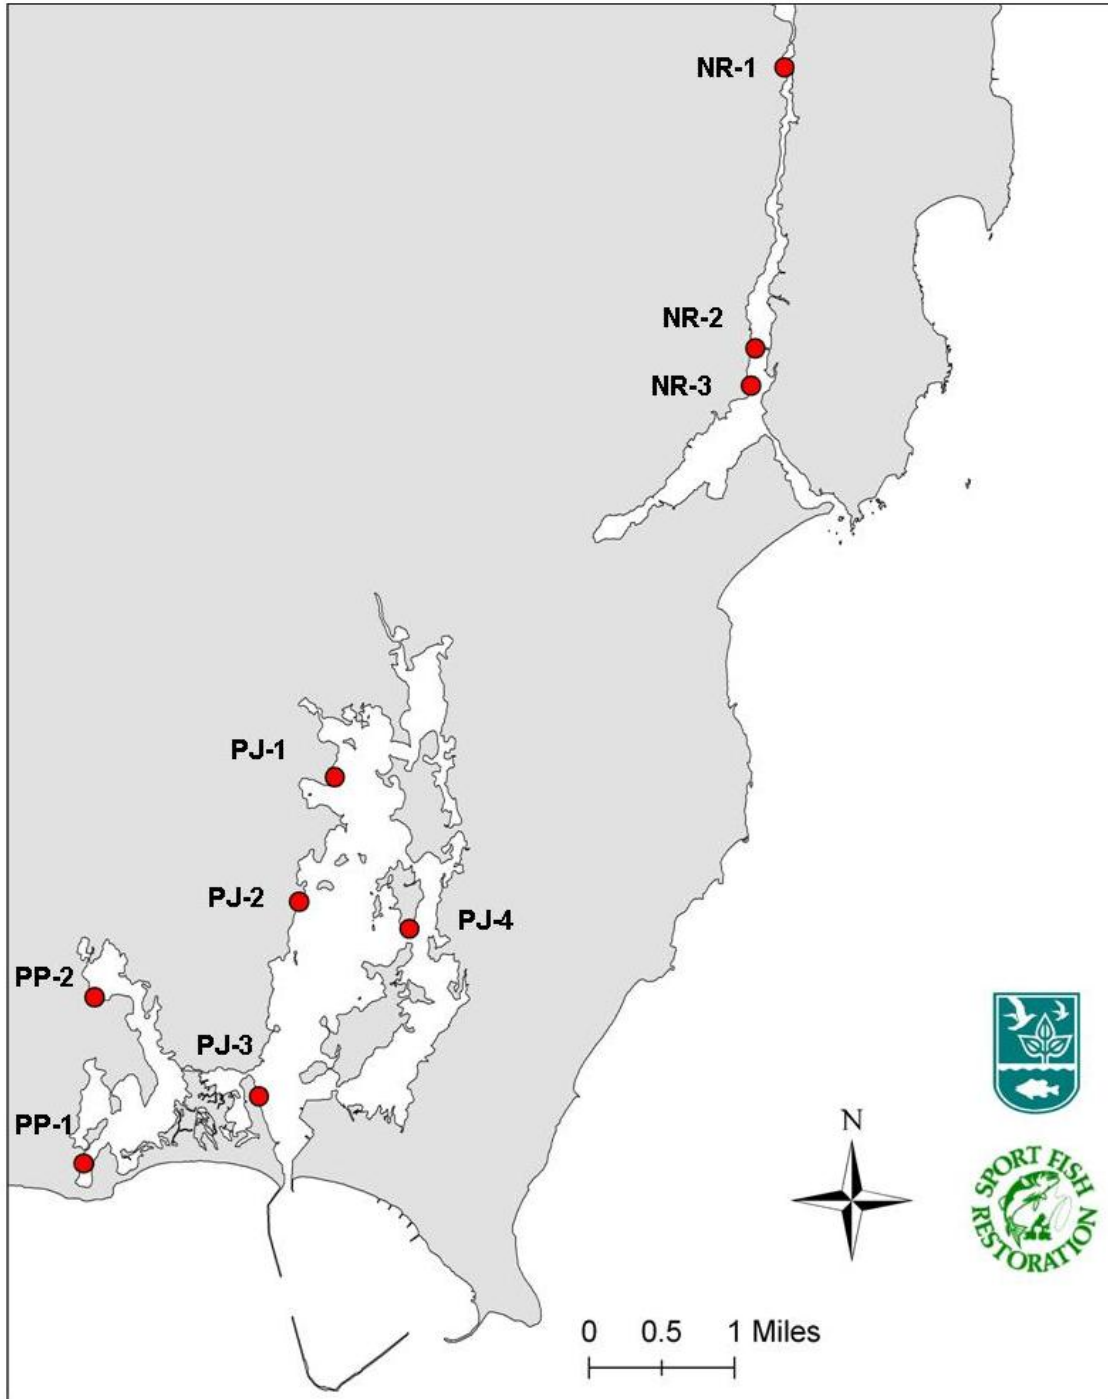 NR-1
NR-2
NR-3
PJ-1
PJ-2
PJ-4
PP-2
PJ-3
PP-1
N
SPORT FISH
RESTORATION
0 0.5 1 Miles